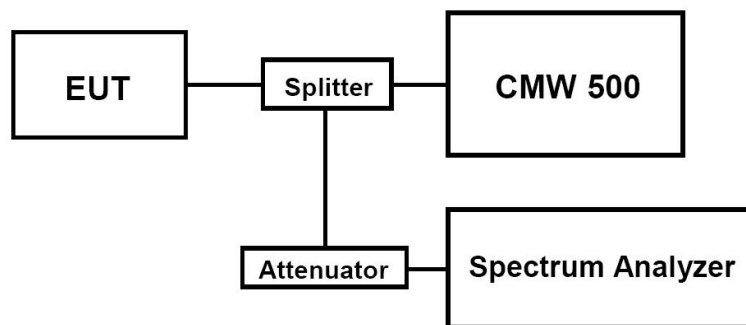 EUT
Splitter
CMW 500
Attenuator
Spectrum Analyzer